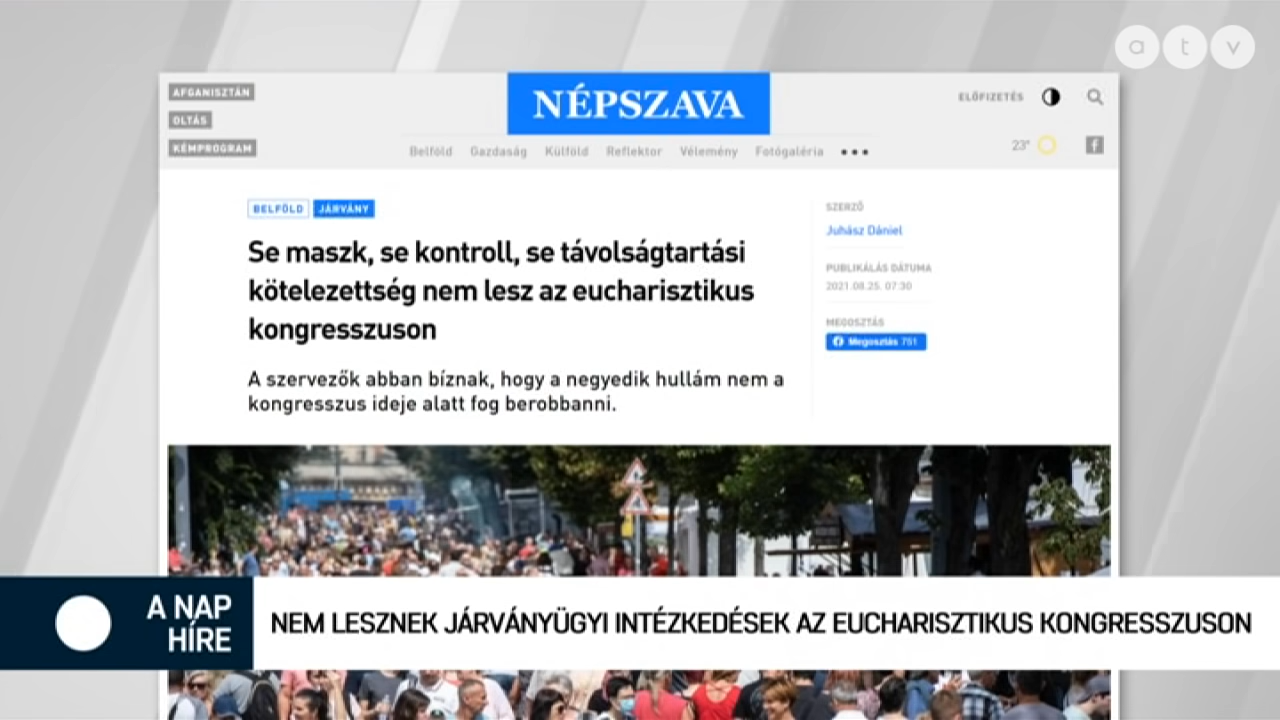 a t v
AFGANISZTÁN
OLTÁS
KÉMPROGRAM
NÉPSZAVA
ELŐFIZETÉS
Belföld Gazdaság Külföld Reflektor Vélemény Fotógaléria
23°
BELFÖLD JÁRVÁNY
Se maszk, se kontroll, se távolságtartási
kötelezettség nem lesz az eucharisztikus
kongresszuson
A szervezők abban bíznak, hogy a negyedik hullám nem a
kongresszus ideje alatt fog berobbanni.
SZERZŐ
Juhász Dániel
PUBLIKÁLÁS DÁTUMA
2021.08.25. 07:30
MEGOSZTÁS
Megosztás 751
A NAP
HÍRE
NEM LESZNEK JÁRVÁNYÜGYI INTÉZKEDÉSEK AZ EUCHARISZTIKUS KONGRESSZUSON